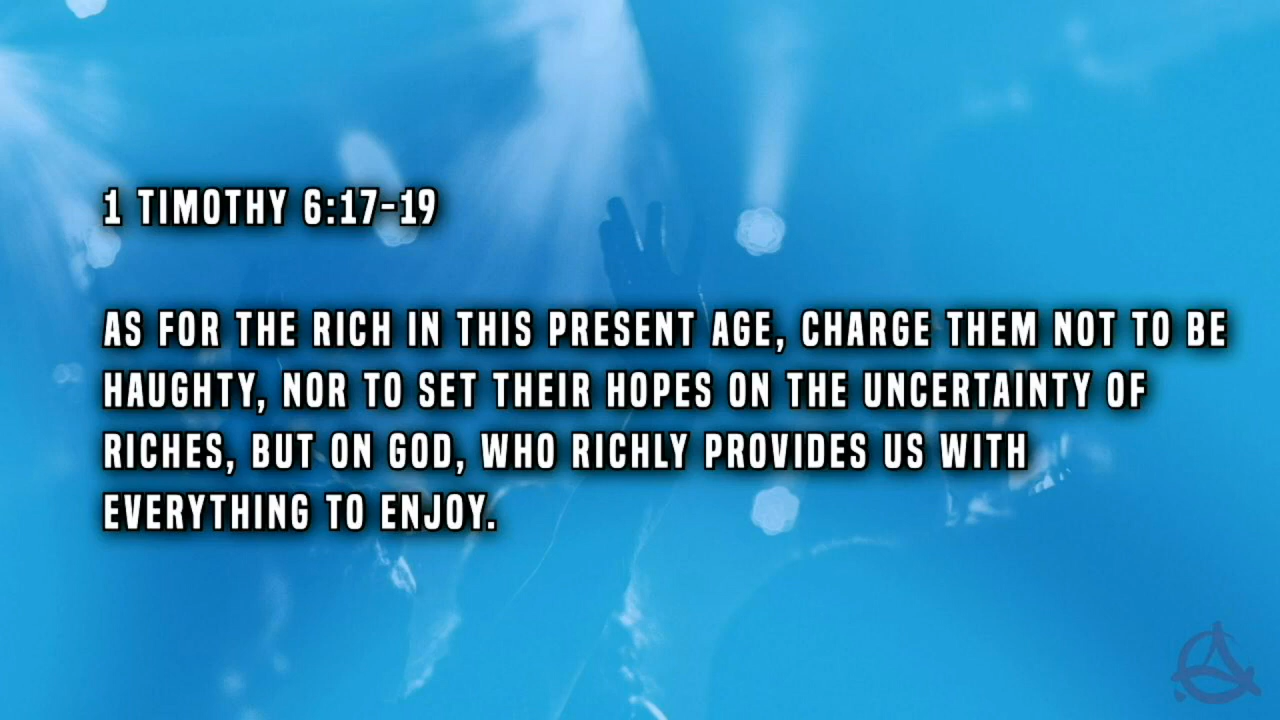 1 TIMOTHY 6:17-19
AS FOR THE RICH IN THIS PRESENT AGE, CHARGE THEM NOT TO BE
HAUGHTY, NOR TO SET THEIR HOPES ON THE UNCERTAINTY OF
RICHES, BUT ON GOD, WHO RICHLY PROVIDES US WITH
EVERYTHING TO ENJOY.